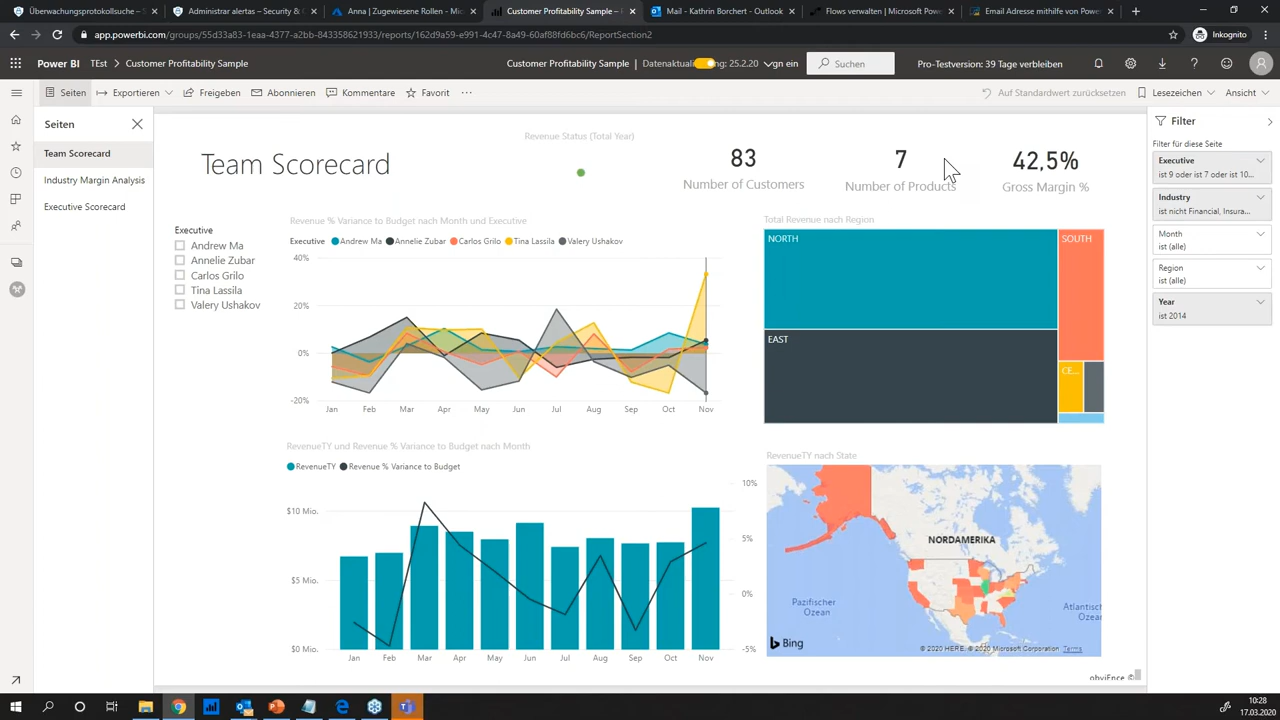 Überwachungsprotokollsuche – S
Administrar alertas – Security & C
Anna | Zugewiesene Rollen - Mic
Customer Profitability Sample - P
Mail - Kathrin Borchert - Outlook
Flows verwalten | Microsoft Powe
Email Adresse mithilfe von Powe
app.powerbi.com/groups/55d33a83-1eaa-4377-a2bb-843358621933/reports/162d9a59-e991-4c47-8a49-60af88fd6bc6/ReportSection2
Inkognito
Power BI TEst > Customer Profitability Sample
Customer Profitability Sample | Datenaktualisierung: 25.2.20
Suchen
Pro-Testversion: 39 Tage verbleiben
Seiten Exportieren Freigeben Abonnieren Kommentare Favorit
Auf Standardwert zurücksetzen Lesezeichen Ansicht
Seiten
Team Scorecard
Industry Margin Analysis
Executive Scorecard
Revenue Status (Total Year)
Team Scorecard
83
Number of Customers
7
Number of Products
42,5%
Gross Margin %
Executive
Andrew Ma
Annelie Zubar
Carlos Grilo
Tina Lassila
Valery Ushakov
Revenue % Variance to Budget nach Month und Executive
Executive Andrew Ma Annelie Zubar Carlos Grilo Tina Lassila Valery Ushakov
40%
20%
0%
-20%
Jan Feb Mar Apr May Jun Jul Aug Sep Oct Nov
RevenueTY und Revenue % Variance to Budget nach Month
RevenueTY Revenue % Variance to Budget
$10 Mio.
$5 Mio.
$0 Mio.
10%
5%
0%
-5%
Jan Feb Mar Apr May Jun Jul Aug Sep Oct Nov
Total Revenue nach Region
NORTH
SOUTH
EAST
CE...
RevenueTY nach State
NORDAMERIKA
Pazifischer
Ozean
Atlantisch
Ozea
Bing
© 2020 HERE, © 2020 Microsoft Corporation Terms
obviEnce ©
Filter
Filter für diese Seite
Executive
ist 9 oder ist 7 oder ist 10...
Industry
ist nicht Financial, Insura...
Month
ist (alle)
Region
ist (alle)
Year
ist 2014
10:28
17.03.2020